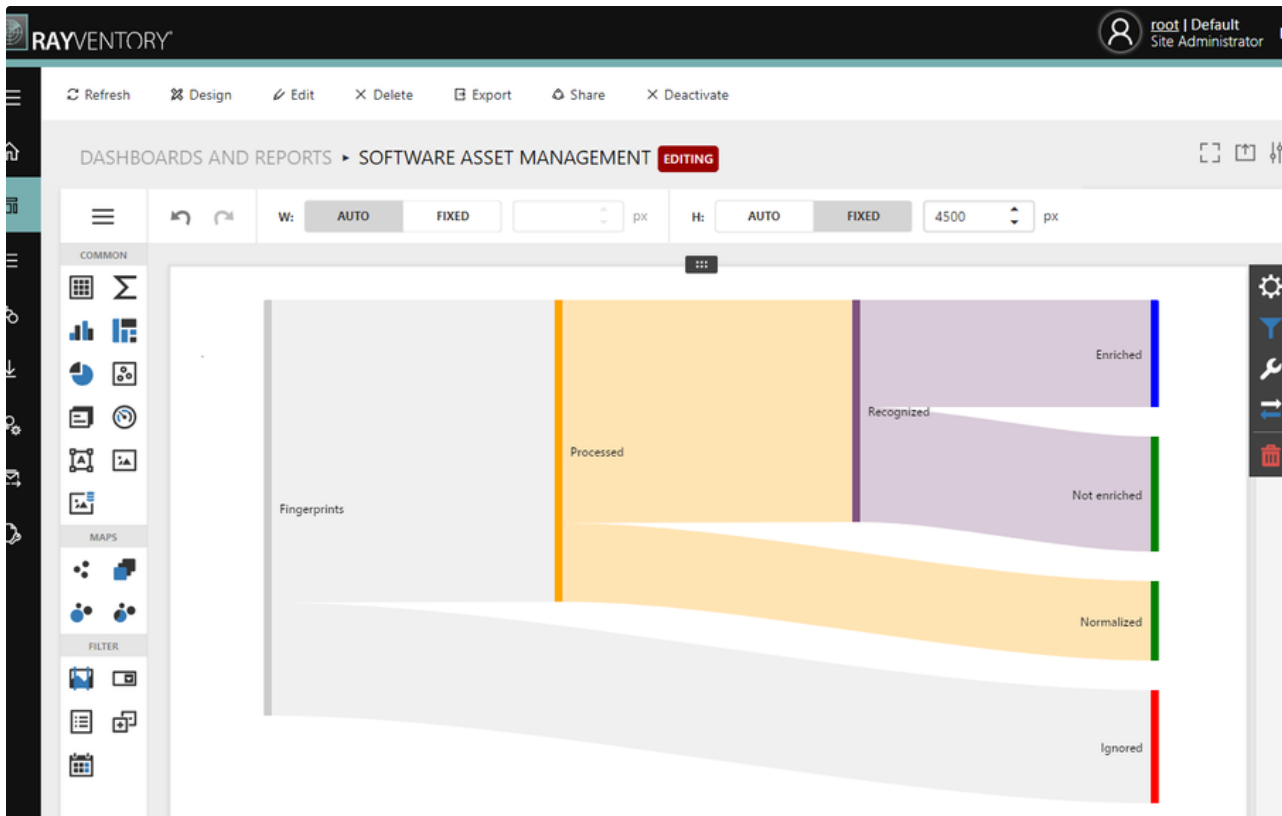 RAYVENTORY
root | Default
Site Administrator
Refresh Design Edit Delete Export Share Deactivate
DASHBOARDS AND REPORTS ▸ SOFTWARE ASSET MANAGEMENT EDITING
W: AUTO FIXED px H: AUTO FIXED 4500 px
COMMON
MAPS
FILTER
Enriched
Recognized
Processed
Not enriched
Fingerprints
Normalized
Ignored